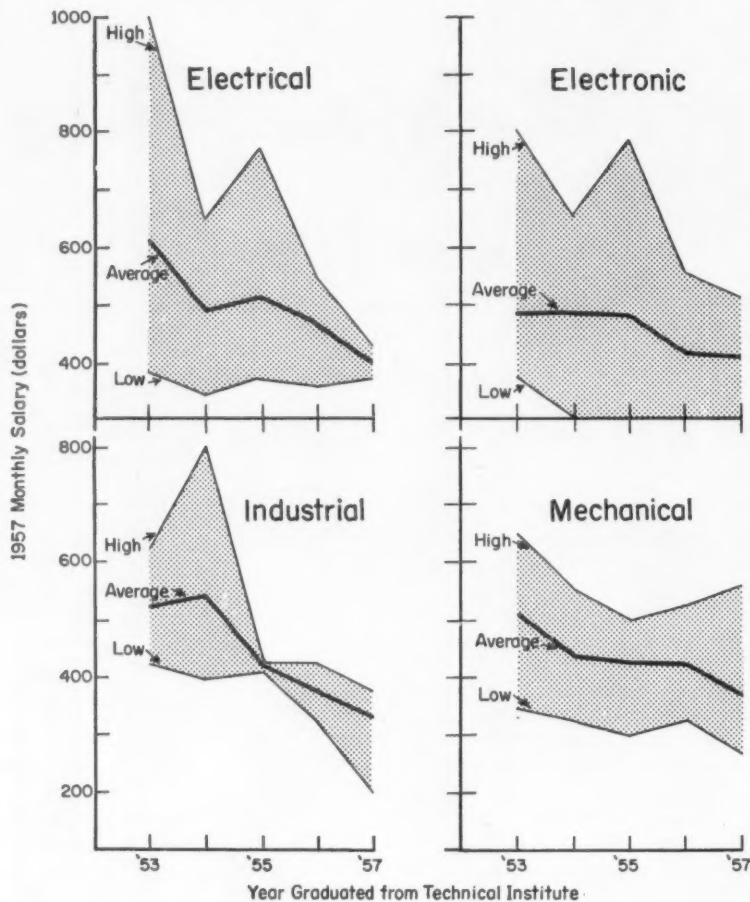 1000
High
Electrical
Electronic
800
High
600
Average
Average
400
Low
Low
1957 Monthly Salary (dollars)
800
Industrial
Mechanical
High
High
600
Average
Average
Low
Low
400
200
'53
'55
'57
'53
'55
'57
Year Graduated from Technical Institute